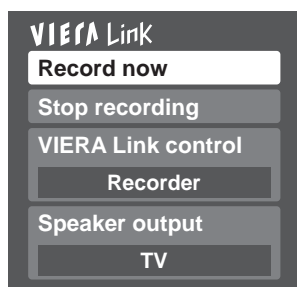 VIERA Link
Record now
Stop recording
VIERA Link control
Recorder
Speaker output
TV